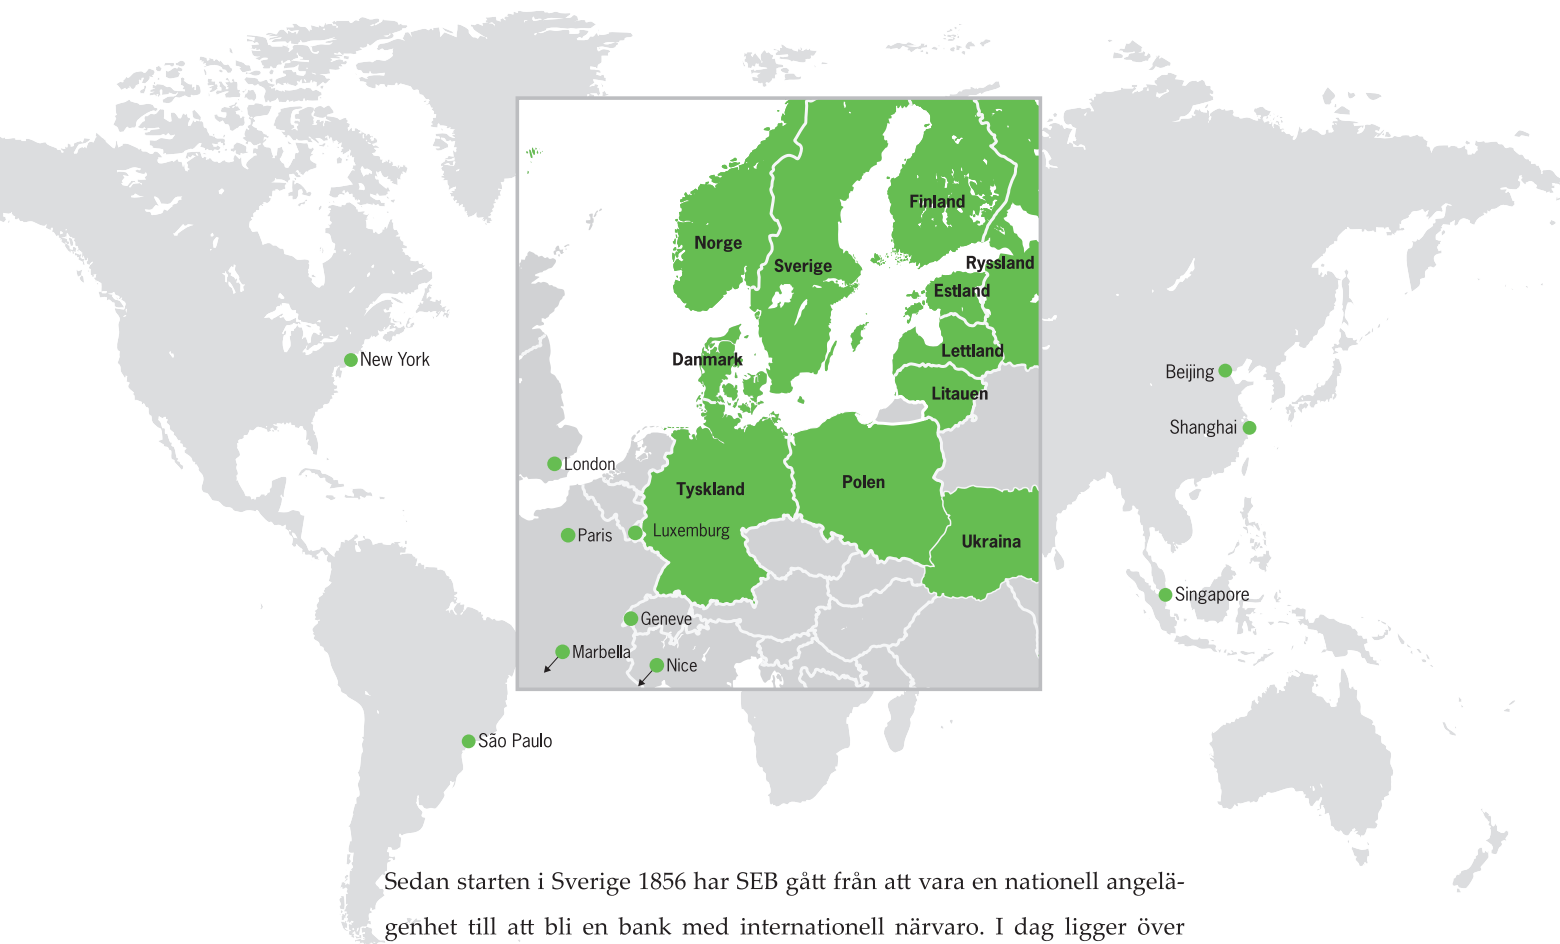 Finland
Norge
Sverige
Ryssland
Estland
Danmark
Lettland
New York
Beijing
Litauen
Shanghai
London
Polen
Tyskland
Luxemburg
Paris
Ukraina
Singapore
Geneve
Marbella
Nice
São Paulo
Sedan starten i Sverige 1856 har SEB gått från att vara en nationell angelä-
genhet till att bli en bank med internationell närvaro. I dag ligger över